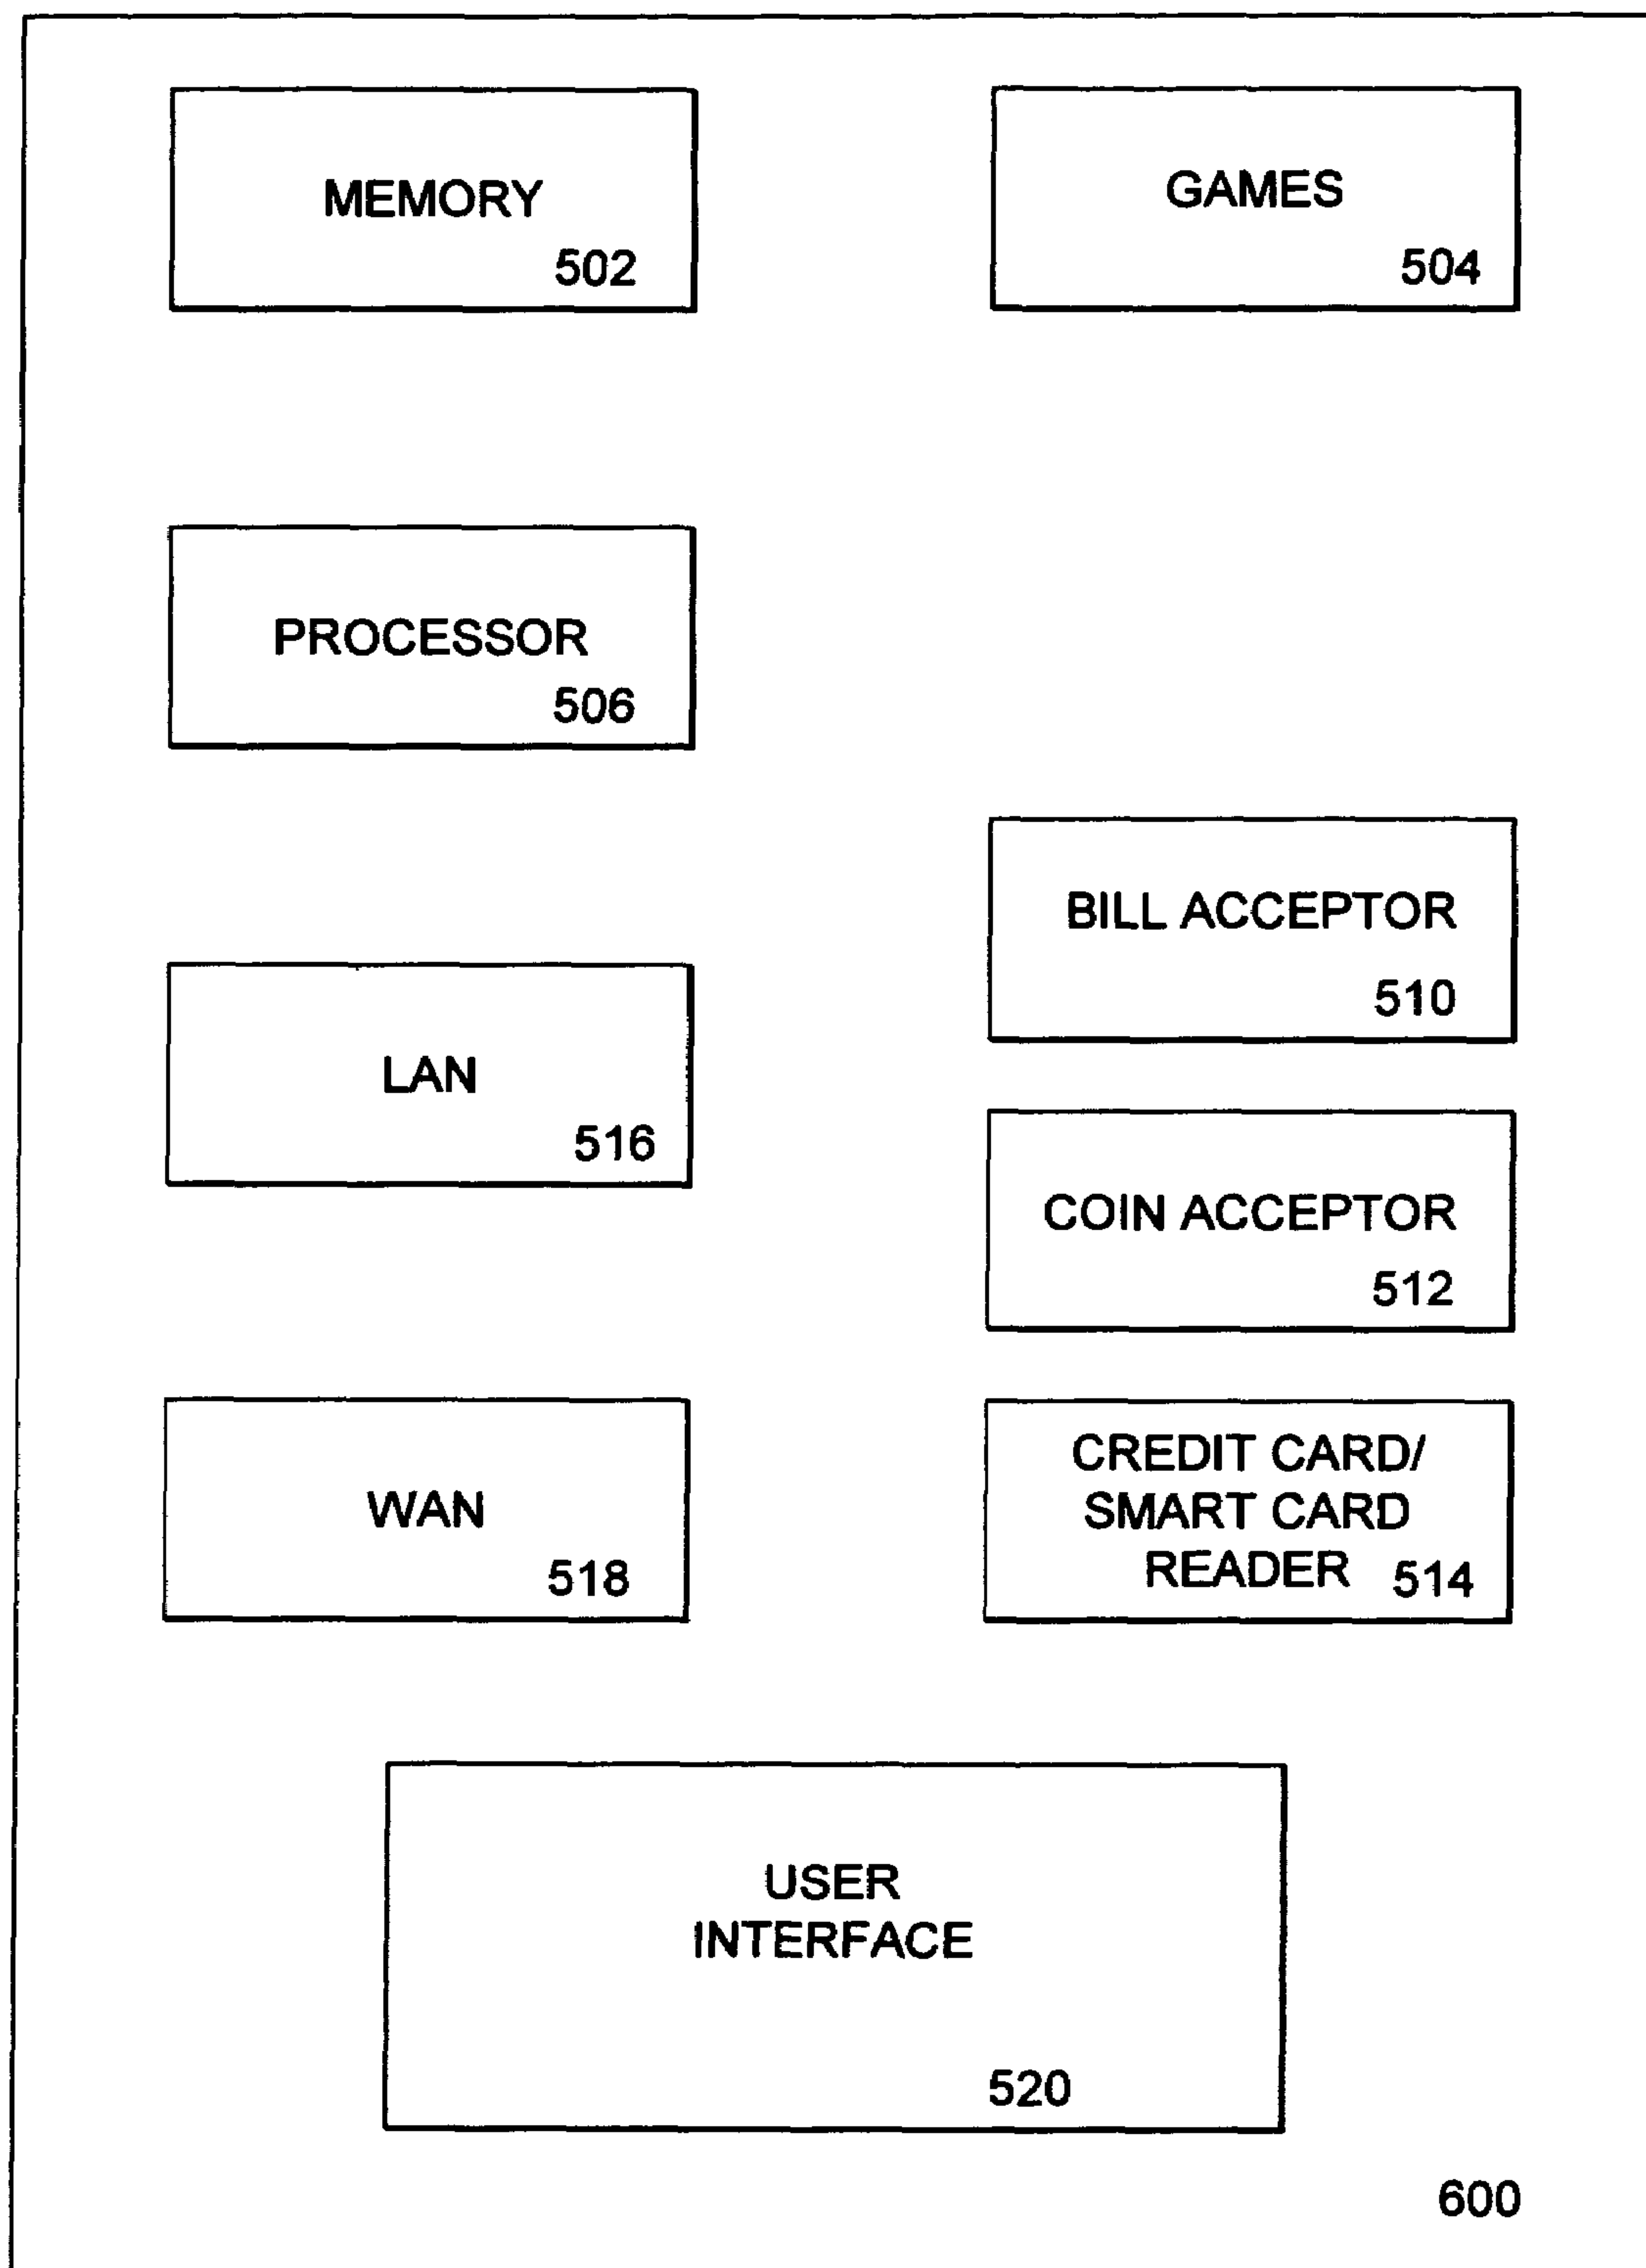 MEMORY
502
GAMES
504
PROCESSOR
506
BILL ACCEPTOR
510
LAN
516
COIN ACCEPTOR
512
WAN
518
CREDIT CARD/
SMART CARD
READER 514
USER
INTERFACE
520
600